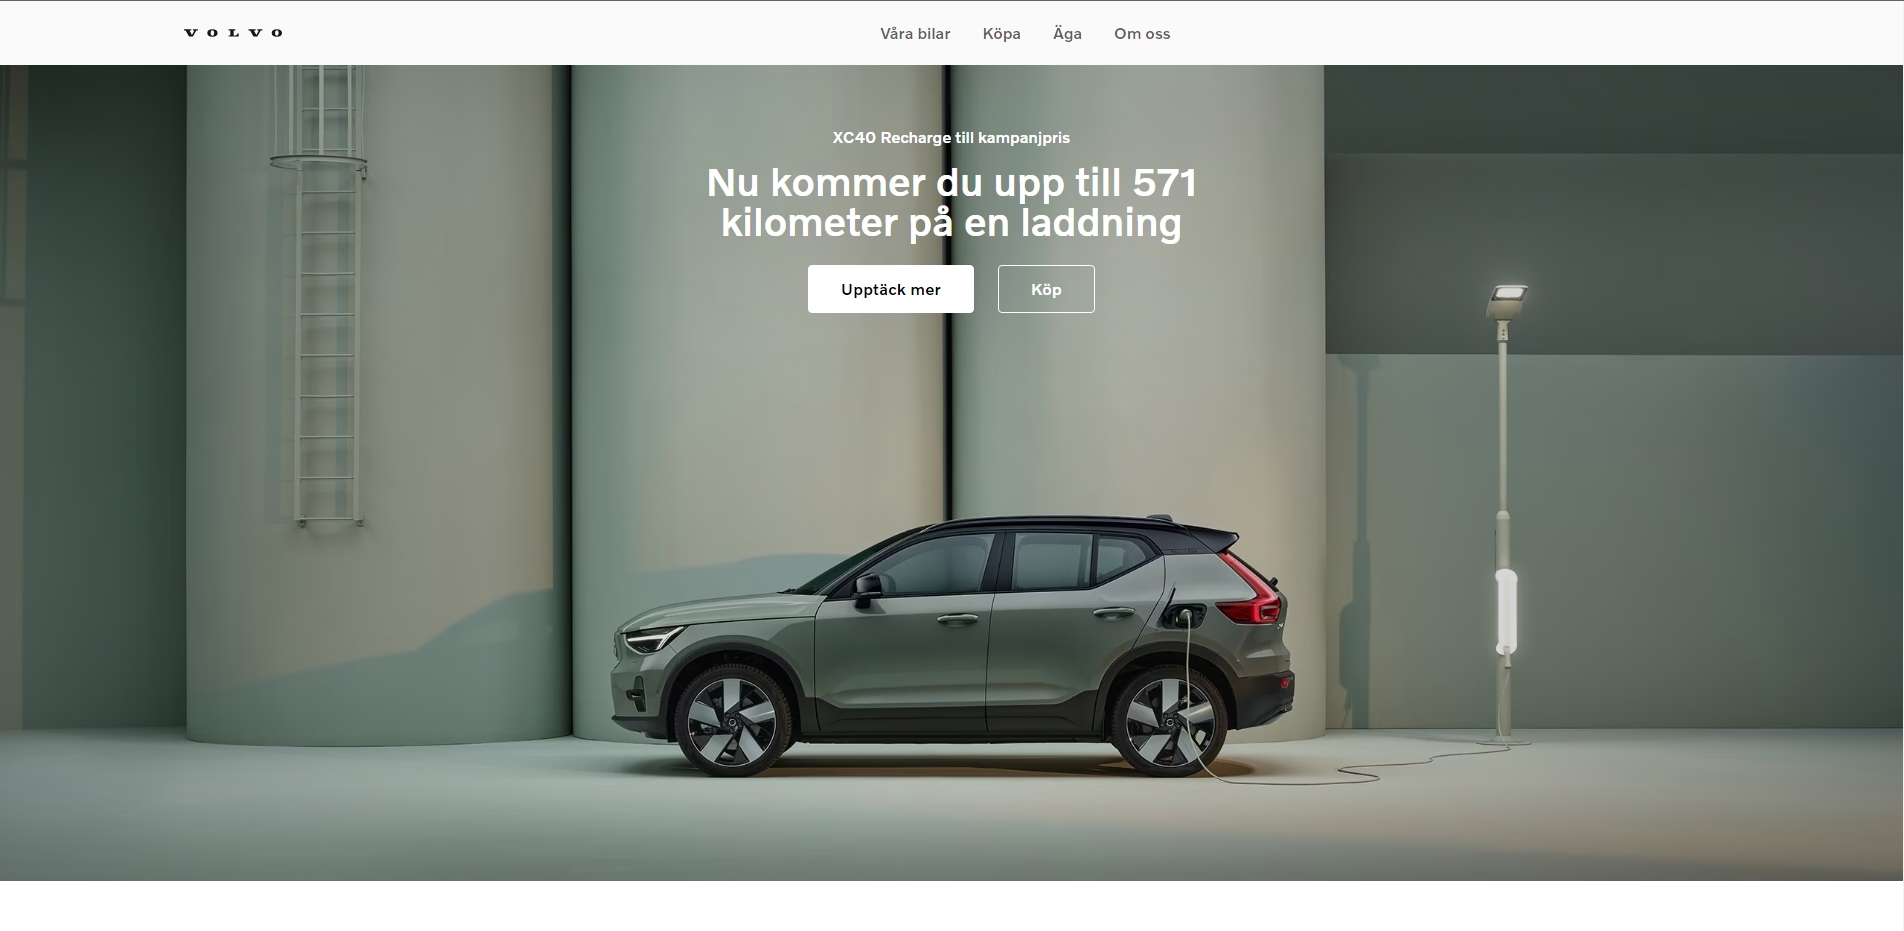 VOLVO
Våra bilar
Köpa
Äga
Om oss
XC40 Recharge till kampanjpris
Nu kommer du upp till 571
kilometer på en laddning
Upptäck mer
Köp